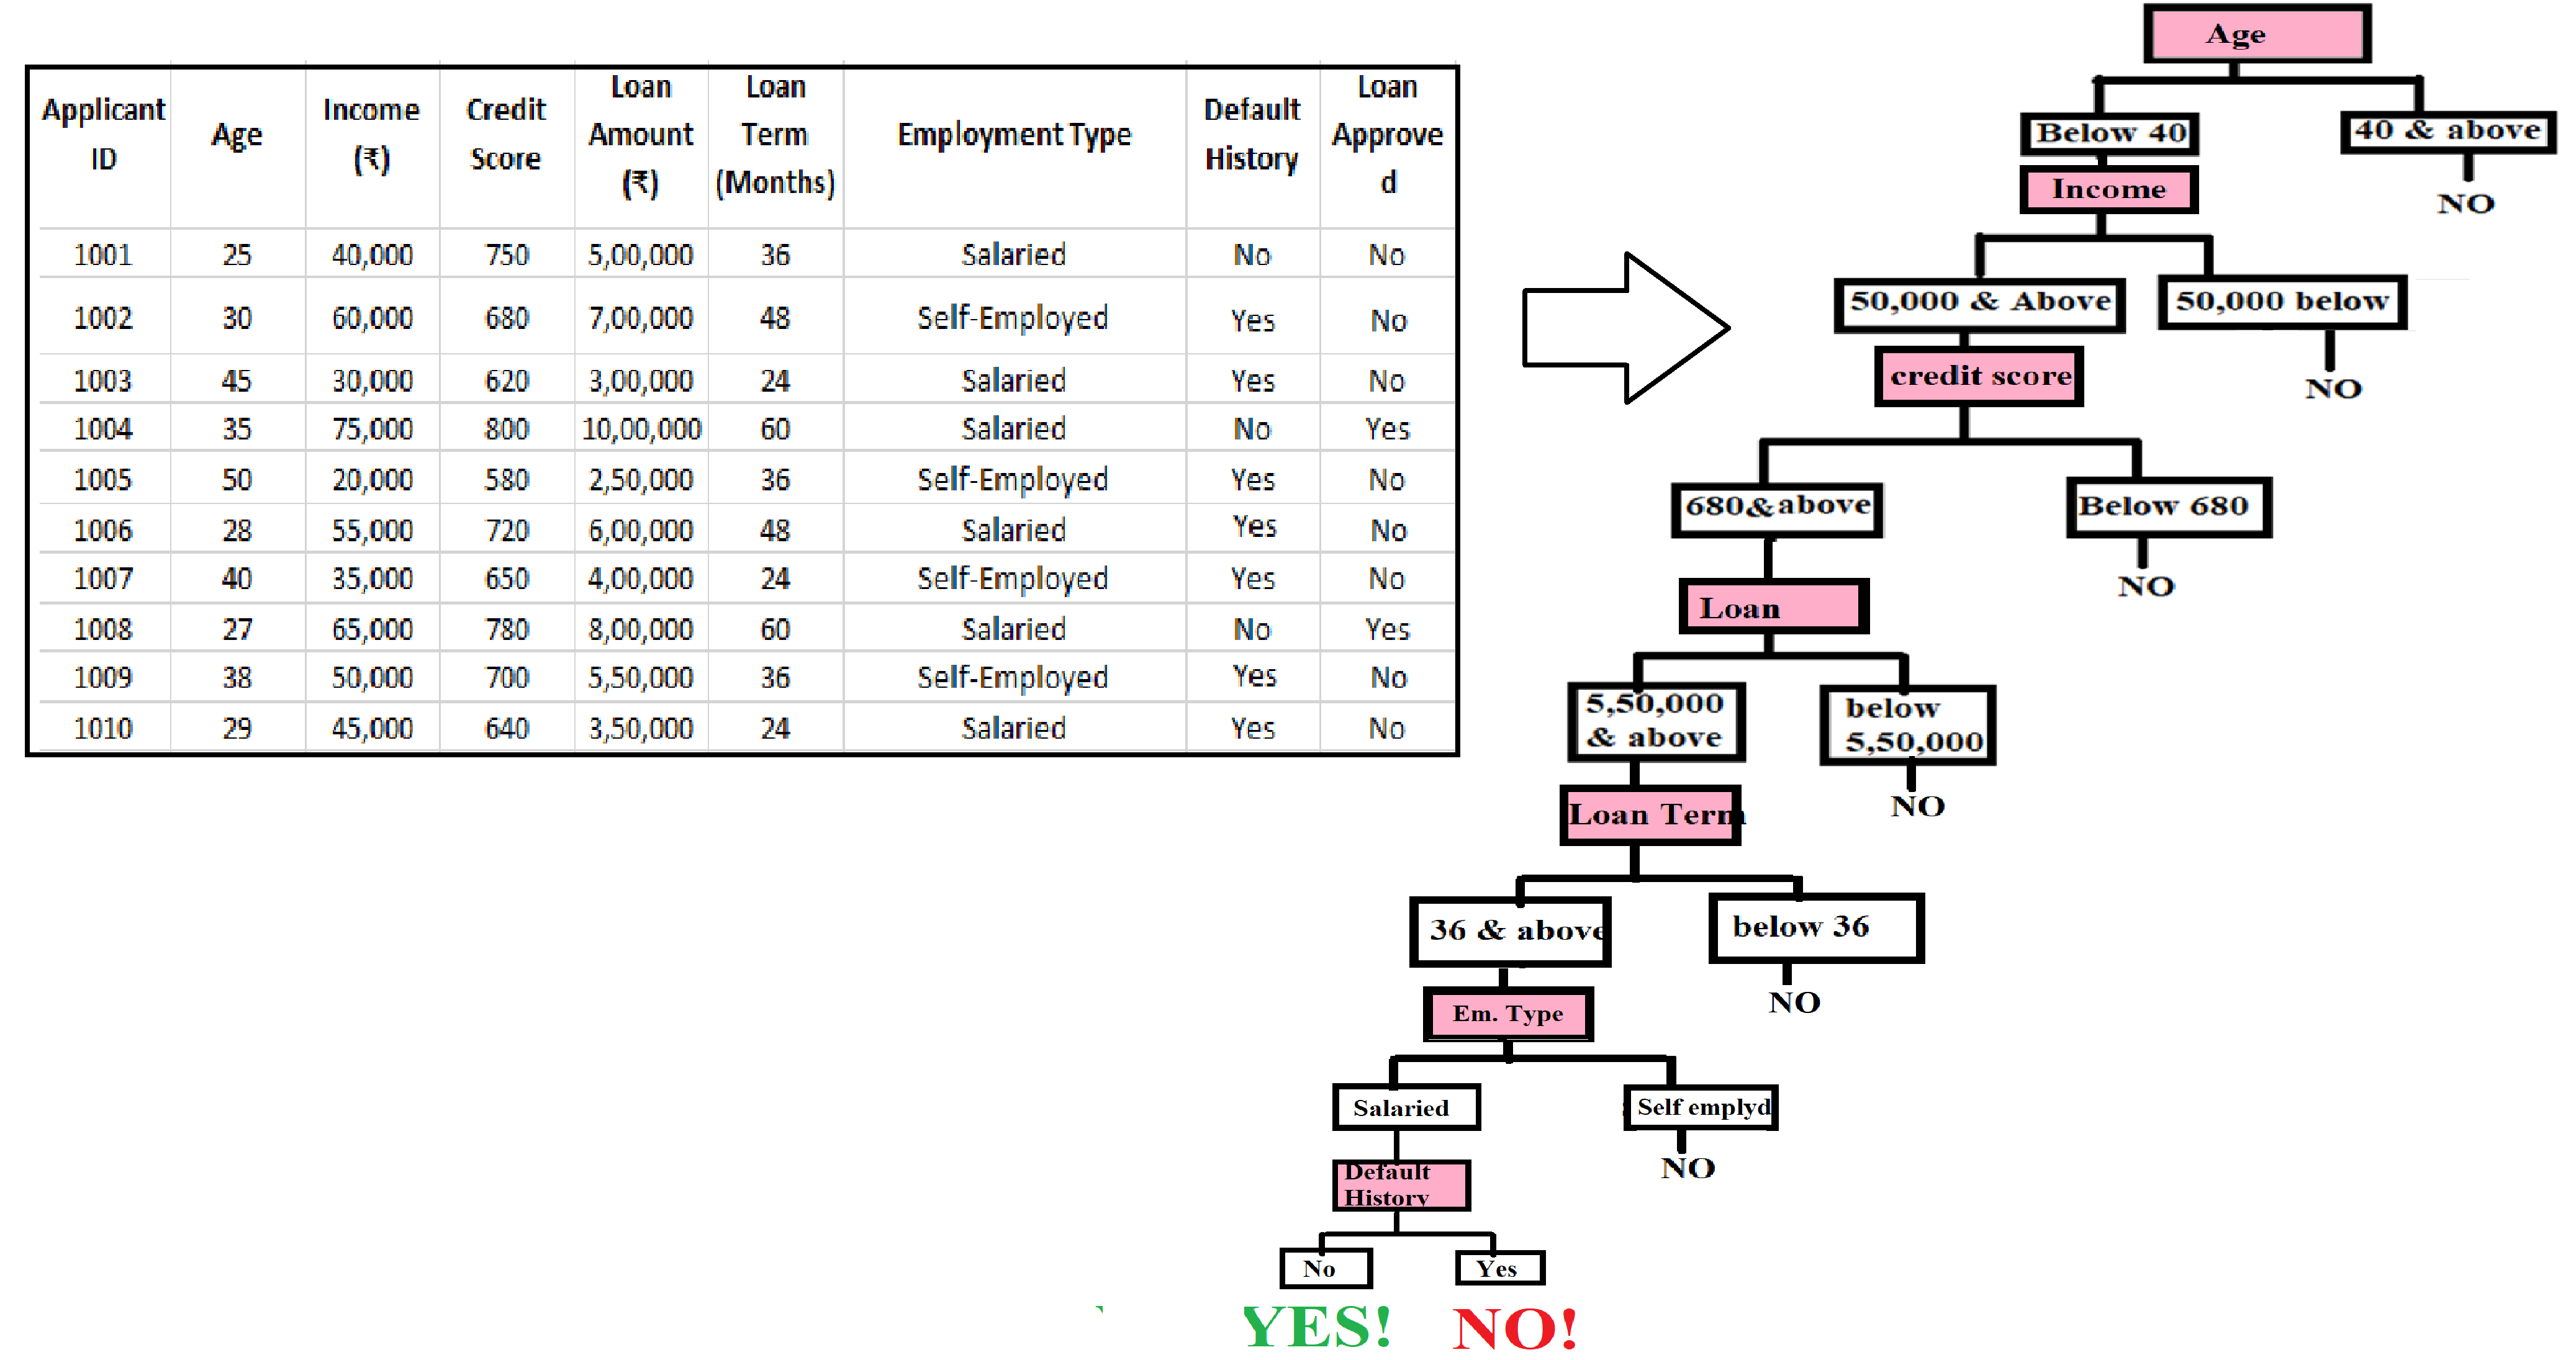 Applicant ID Age Income (₹) Credit Score Loan Amount (₹) Loan Term (Months) Employment Type Default History Loan Approve d
1001 25 40,000 750 5,00,000 36 Salaried No No
1002 30 60,000 680 7,00,000 48 Self-Employed Yes No
1003 45 30,000 620 3,00,000 24 Salaried Yes No
1004 35 75,000 800 10,00,000 60 Salaried No Yes
1005 50 20,000 580 2,50,000 36 Self-Employed Yes No
1006 28 55,000 720 6,00,000 48 Salaried Yes No
1007 40 35,000 650 4,00,000 24 Self-Employed Yes No
1008 27 65,000 780 8,00,000 60 Salaried No Yes
1009 38 50,000 700 5,50,000 36 Self-Employed Yes No
1010 29 45,000 640 3,50,000 24 Salaried Yes No
Age
Below 40
40 & above
NO
Income
50,000 & Above
50,000 below
NO
credit score
680&above
Below 680
NO
Loan
5,50,000
& above
below
5,50,000
NO
Loan Term
36 & above
below 36
NO
Em. Type
Salaried
Self emplyd
NO
Default
History
No
Yes
YES!
NO!